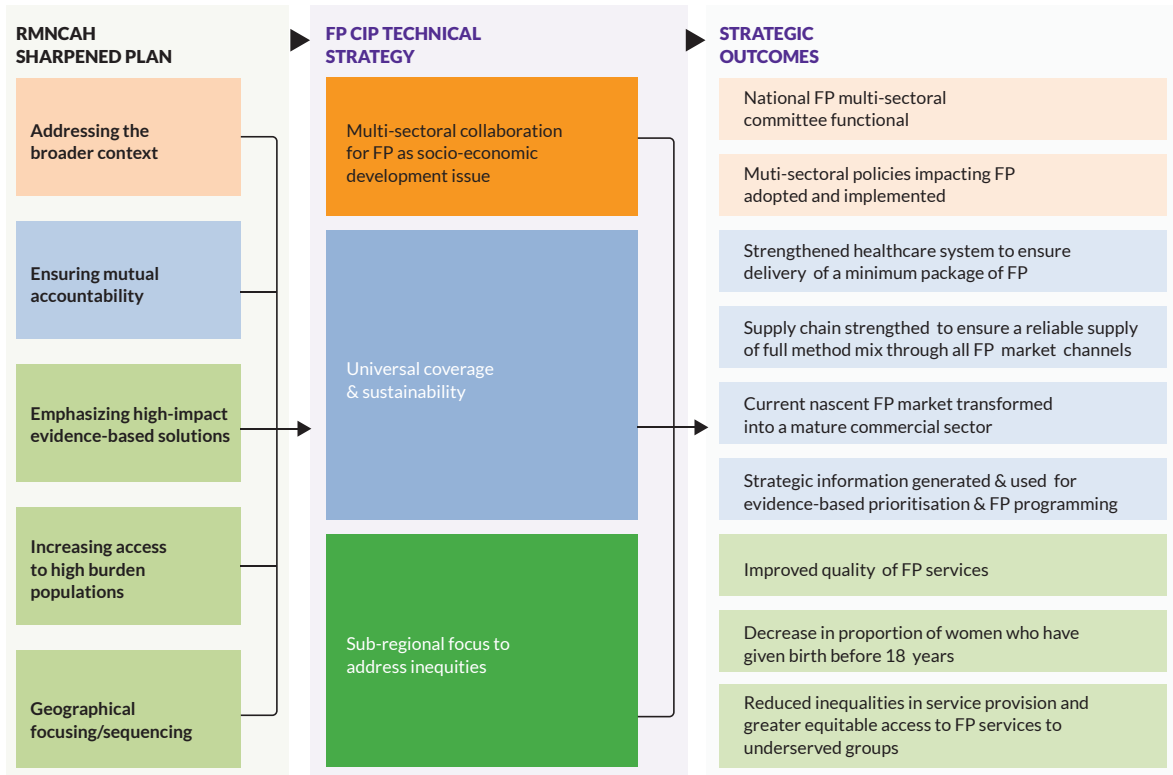 RMNCAH
SHARPENED PLAN
Addressing the
broader context
Ensuring mutual
accountability
Emphasizing high-impact
evidence-based solutions
Increasing access
to high burden
populations
Geographical
focusing/sequencing
FP CIP TECHNICAL
STRATEGY
Multi-sectoral collaboration
for FP as socio-economic
development issue
Universal coverage
& sustainability
Sub-regional focus to
address inequities
STRATEGIC
OUTCOMES
National FP multi-sectoral
committee functional
Muti-sectoral policies impacting FP
adopted and implemented
Strengthened healthcare system to ensure
delivery of a minimum package of FP
Supply chain strengthed to ensure a reliable supply
of full method mix through all FP market channels
Current nascent FP market transformed
into a mature commercial sector
Strategic information generated & used for
evidence-based prioritisation & FP programming
Improved quality of FP services
Decrease in proportion of women who have
given birth before 18 years
Reduced inequalities in service provision and
greater equitable access to FP services to
underserved groups